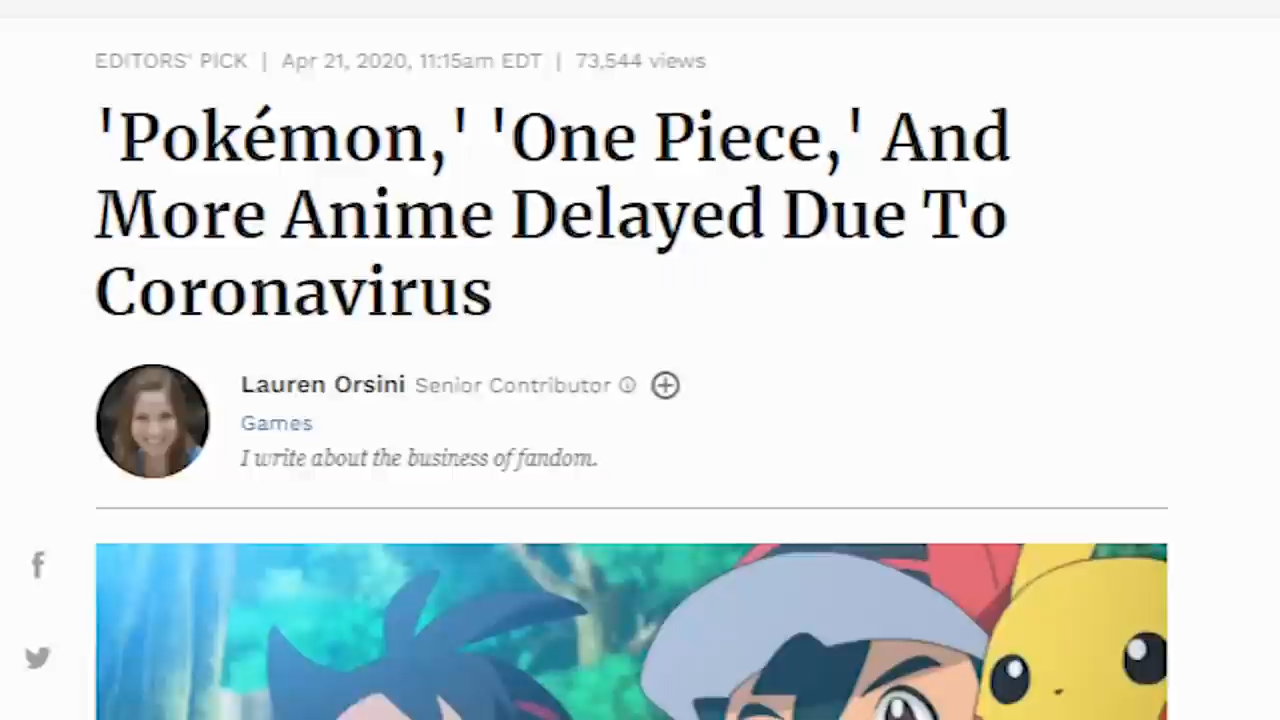 EDITORS' PICK | Apr 21, 2020, 11:15am EDT | 73,544 views
'Pokémon,' 'One Piece,' And
More Anime Delayed Due To
Coronavirus
Lauren Orsini Senior Contributor
Games
I write about the business of fandom.